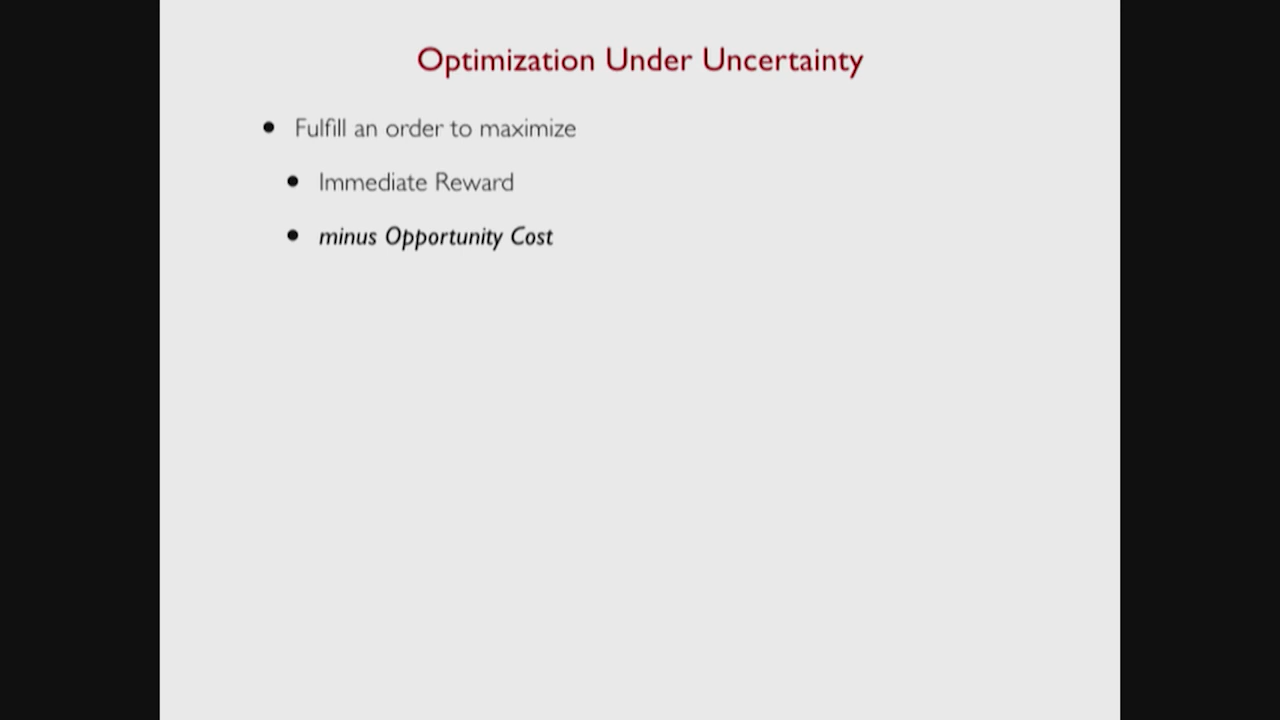 Optimization Under Uncertainty
Fulfill an order to maximize
Immediate Reward
minus Opportunity Cost